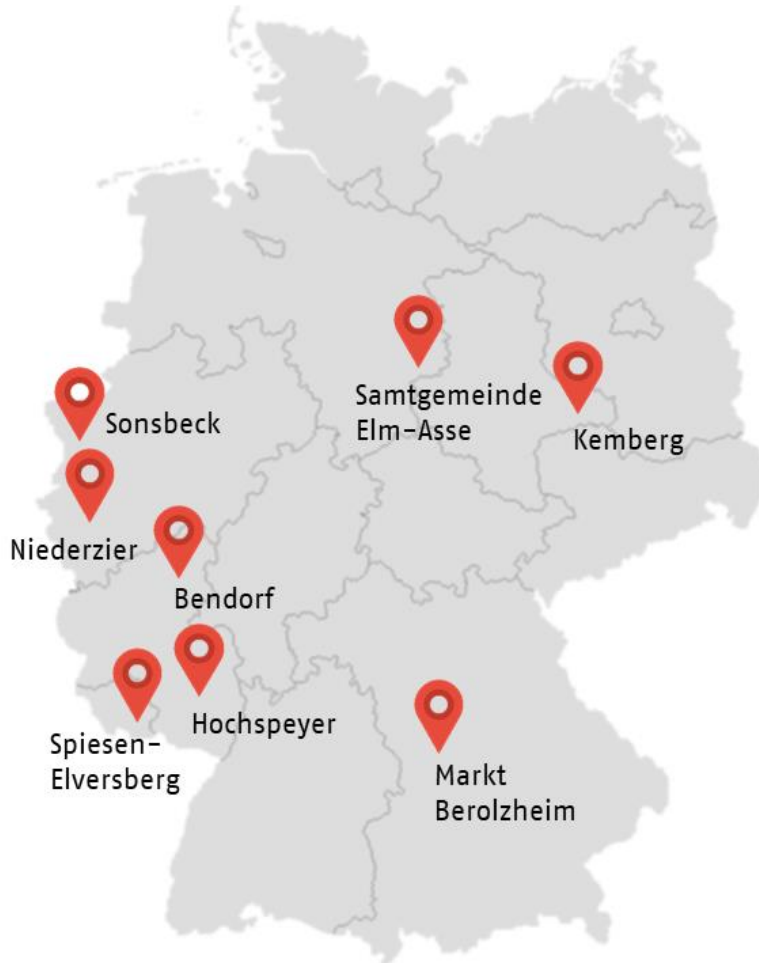 Samtgemeinde
Elm-Asse
Kemberg
Sonsbeck
Niederzier
Bendorf
Hochspeyer
Spiesen-
Elversberg
Markt
Berolzheim